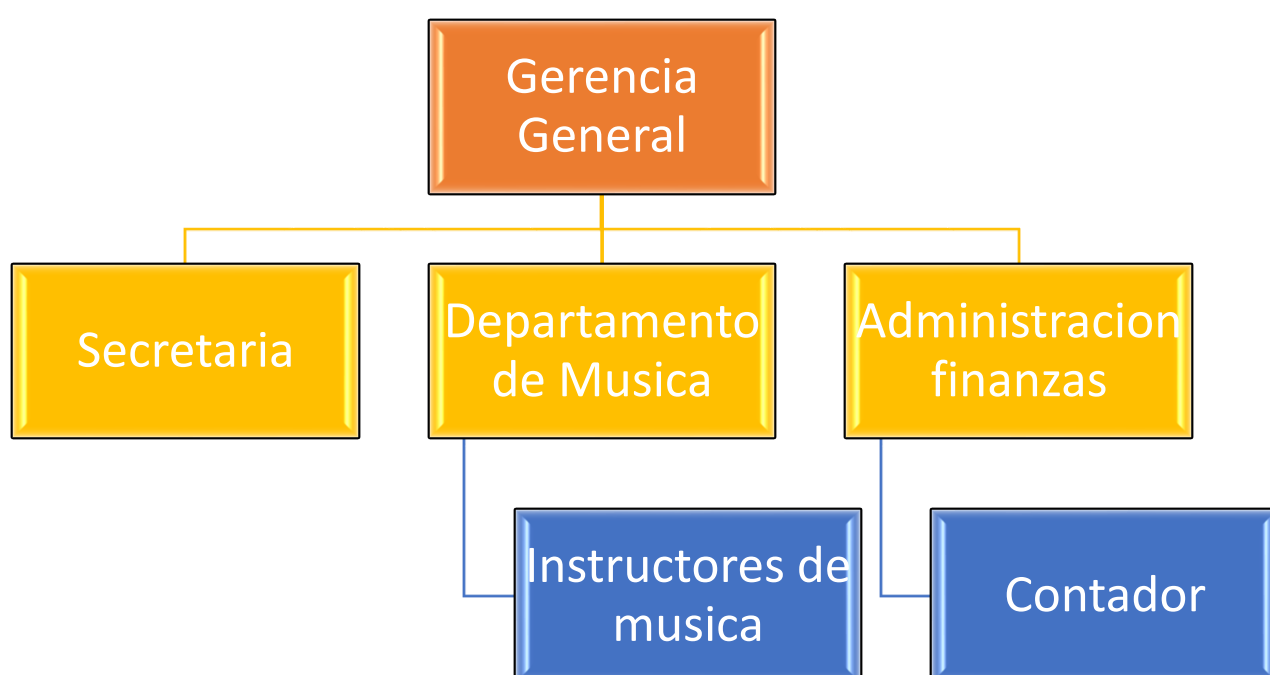 Gerencia
General
Secretaria
Departamento
de Musica
Administracion
finanzas
Instructores de
musica
Contador